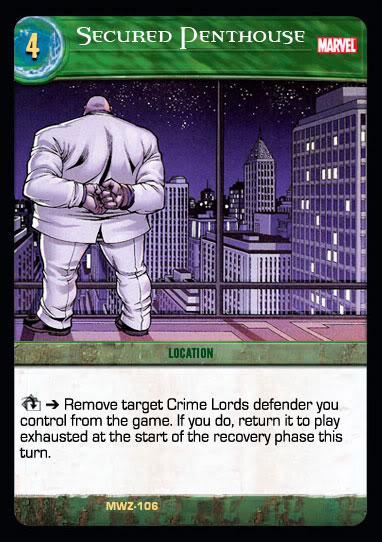 4
SECURED PENTHOUSE
MARVEL
LOCATION
➔ Remove target Crime Lords defender you
control from the game. If you do, return it to play
exhausted at the start of the recovery phase this
turn.
MWZ-106